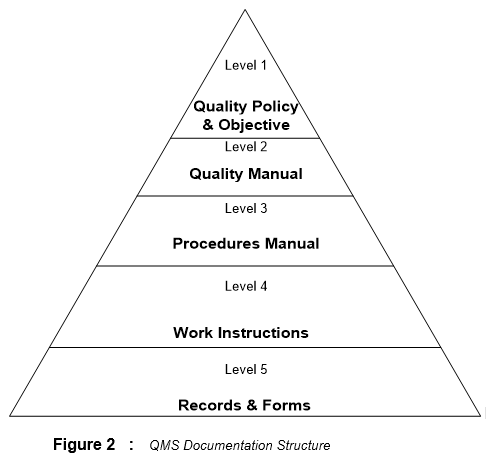 Level 1
Quality Policy
& Objective
Level 2
Quality Manual
Level 3
Procedures Manual
Level 4
Work Instructions
Level 5
Records & Forms
Figure 2 : QMS Documentation Structure